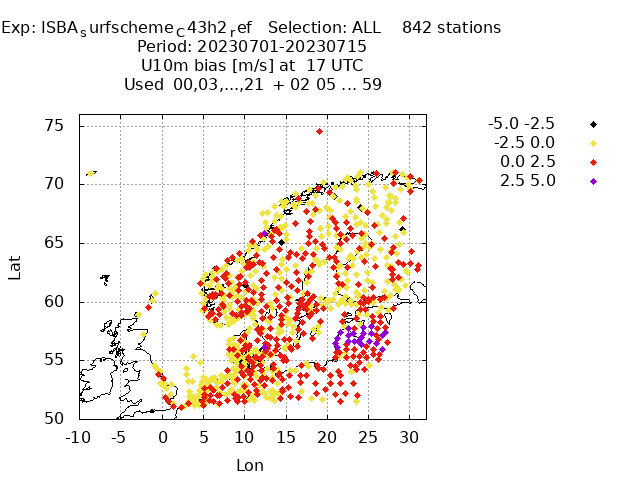 Exp: ISBAsurfschemeC43h2ref Selection: ALL 842 stations
Period: 20230701-20230715
U10m bias [m/s] at 17 UTC
Used 00,03,...,21 + 02 05 ... 59
-5.0 -2.5
-2.5 0.0
0.0 2.5
2.5 5.0
75
70
65
60
55
50
Lat
-10 -5 0 5 10 15 20 25 30
Lon